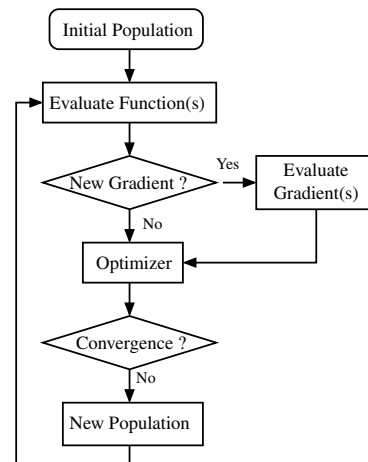 Initial Population
Evaluate Function(s)
New Gradient ?
Yes
Evaluate
Gradient(s)
No
Optimizer
Convergence ?
No
New Population